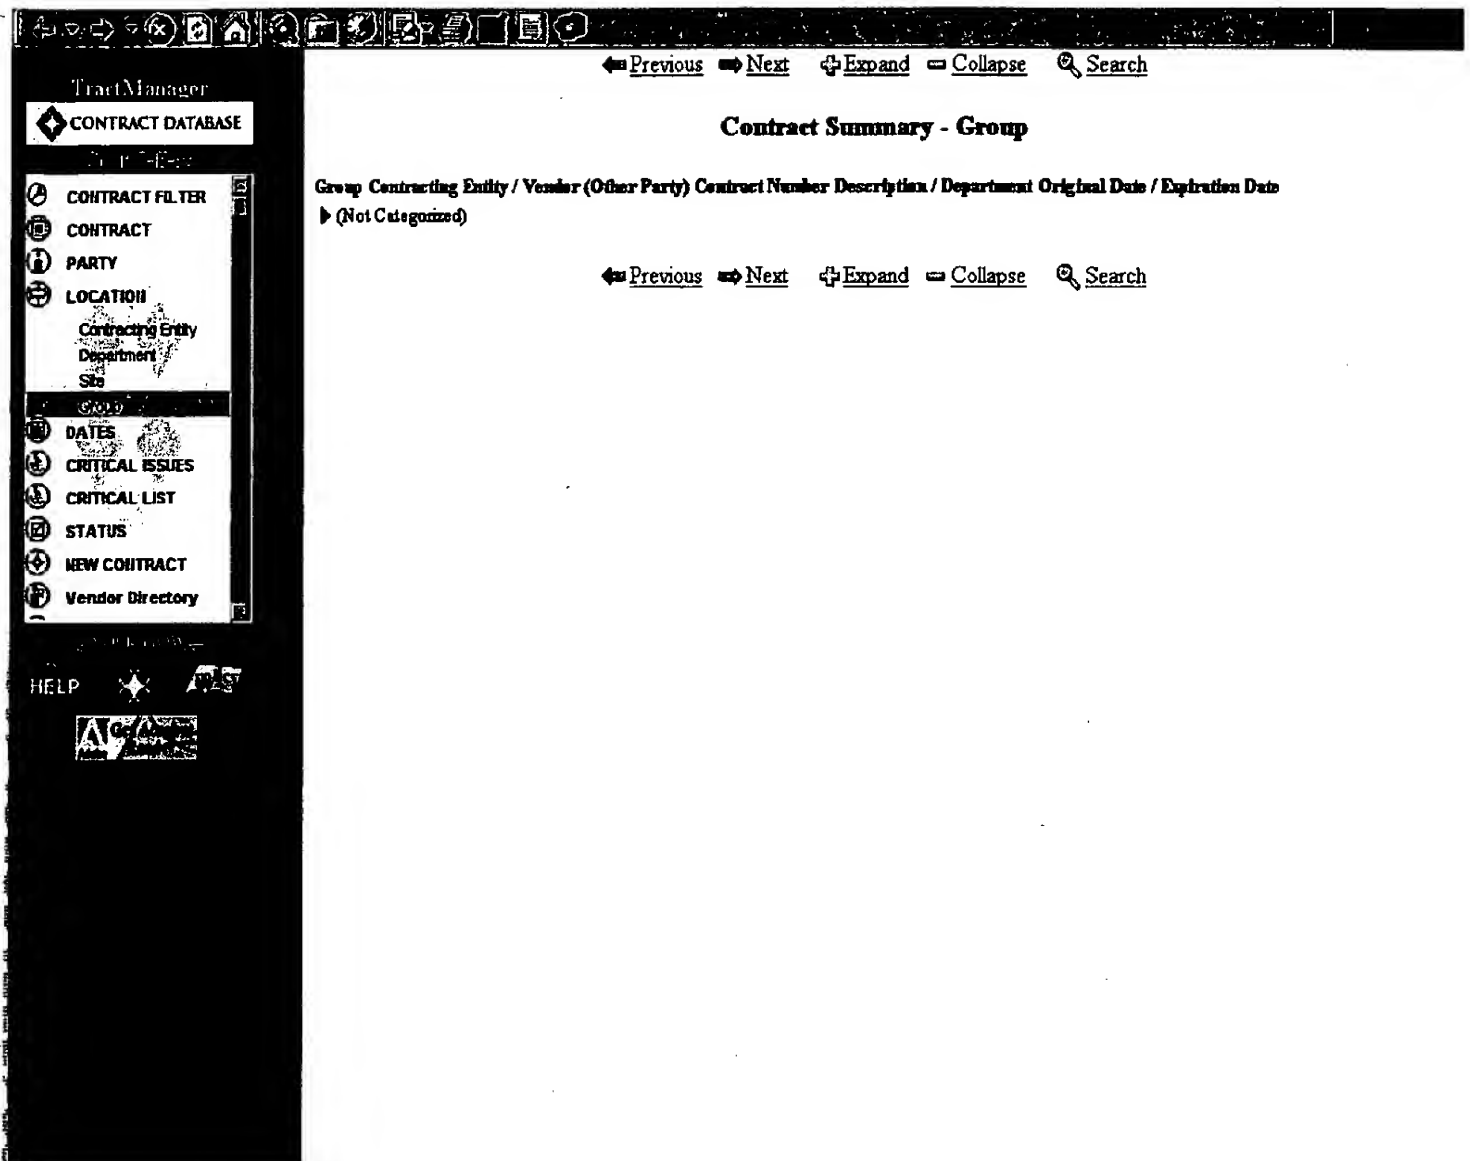 Previous Next Expand Collapse Search
TractManager
CONTRACT DATABASE
Contract Summary - Group
Group Contracting Entity / Vendor (Other Party) Contract Number Description / Department Original Date / Expiration Date
(Not Categorized)
Previous Next Expand Collapse Search
CONTRACT FILTER
CONTRACT
PARTY
LOCATION
Contracting Entity
Department
Site
Group
DATES
CRITICAL ISSUES
CRITICAL LIST
STATUS
NEW CONTRACT
Vendor Directory
HELP